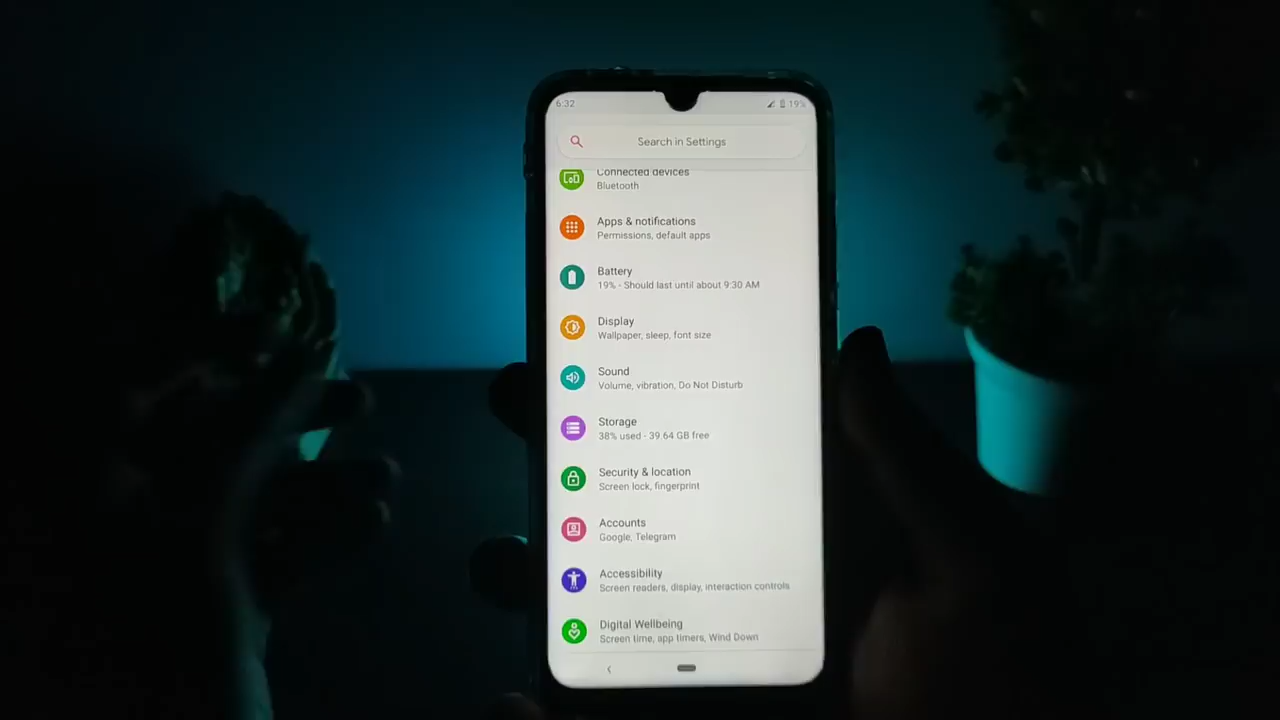 6:32
19%
Search in Settings
Connected devices
Bluetooth
Apps & notifications
Permissions, default apps
Battery
19% - Should last until about 9:30 AM
Display
Wallpaper, sleep, font size
Sound
Volume, vibration, Do Not Disturb
Storage
38% used - 39.64 GB free
Security & location
Screen lock, fingerprint
Accounts
Google, Telegram
Accessibility
Screen readers, display, interaction controls
Digital Wellbeing
Screen time, app timers, Wind Down